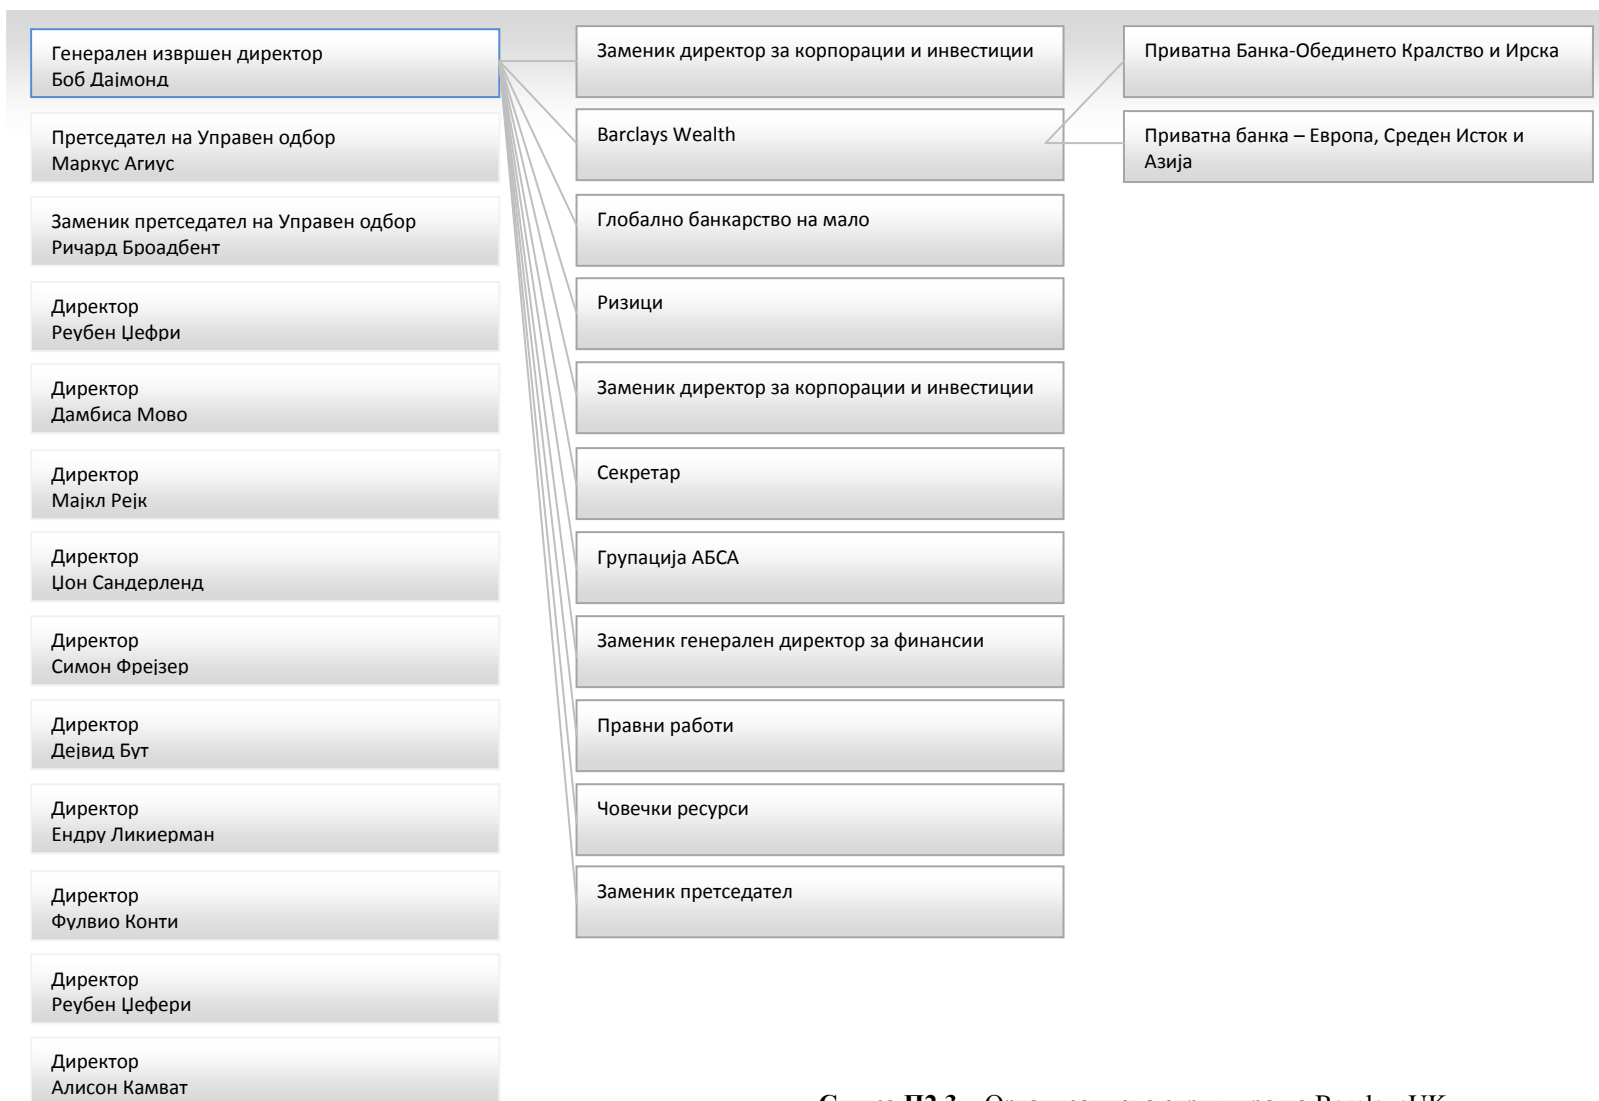 Генерален извршен директор
Боб Дајмонд
Претседател на Управен одбор
Маркус Агиус
Заменик претседател на Управен одбор
Ричард Броадбент
Директор
Реубен Џефри
Директор
Дамбиса Мово
Директор
Мајкл Рејк
Директор
Џон Сандерленд
Директор
Симон Фрејзер
Директор
Дејвид Бут
Директор
Ендру Ликиерман
Директор
Фулвио Конти
Директор
Реубен Џефери
Директор
Алисон Камват
Заменик директор за корпорации и инвестиции
Barclays Wealth
Глобално банкарство на мало
Ризици
Заменик директор за корпорации и инвестиции
Секретар
Групација АБСА
Заменик генерален директор за финансии
Правни работи
Човечки ресурси
Заменик претседател
Приватна Банка-Обединето Кралство и Ирска
Приватна банка – Европа, Среден Исток и
Азија